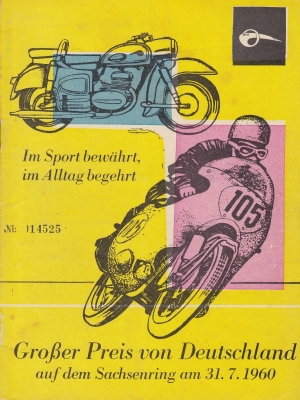 Im Sport bewährt,
im Alltag begehrt
№ 014525
105
Großer Preis von Deutschland
auf dem Sachsenring am 31. 7. 1960